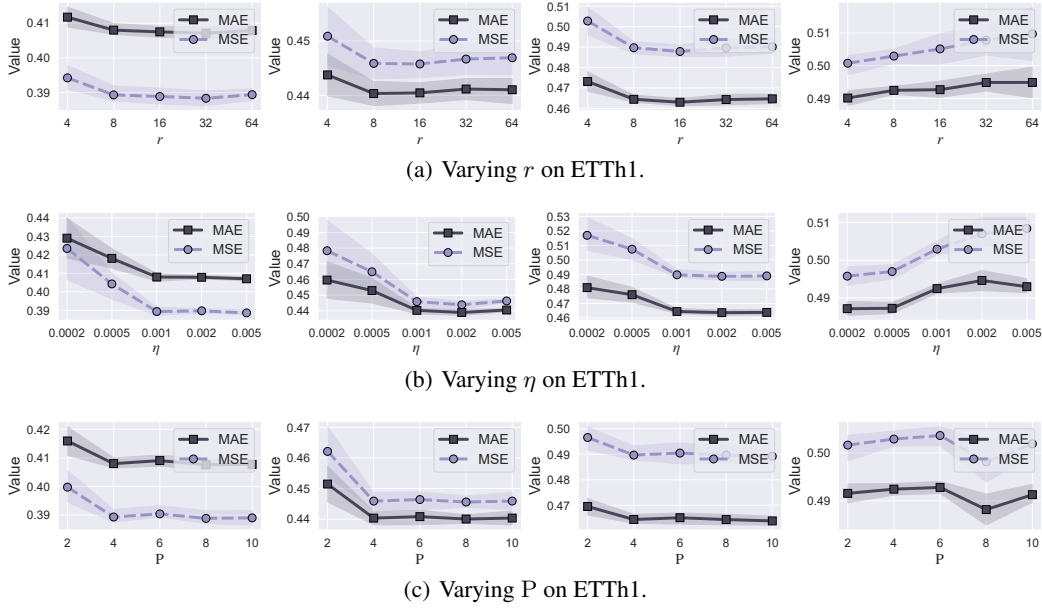 0.41 0.40 0.39 Value MAE MSE 4 8 16 32 64 r
0.45 0.44 Value MAE MSE 4 8 16 32 64 r
0.51 0.50 0.49 0.48 0.47 0.46 Value MAE MSE 4 8 16 32 64 r
0.51 0.50 0.49 Value MAE MSE 4 8 16 32 64 r
(a) Varying r on ETTh1.
0.44 0.43 0.42 0.41 0.40 0.39 Value MAE MSE 0.0002 0.0005 0.001 0.002 0.005 η
0.50 0.49 0.48 0.47 0.46 0.45 0.44 Value MAE MSE 0.0002 0.0005 0.001 0.002 0.005 η
0.53 0.52 0.51 0.50 0.49 0.48 0.47 0.46 Value MAE MSE 0.0002 0.0005 0.001 0.002 0.005 η
0.51 0.50 0.49 Value MAE MSE 0.0002 0.0005 0.001 0.002 0.005 η
(b) Varying η on ETTh1.
0.42 0.41 0.40 0.39 Value MAE MSE 2 4 6 8 10 P
0.47 0.46 0.45 0.44 Value MAE MSE 2 4 6 8 10 P
0.50 0.49 0.48 0.47 Value MAE MSE 2 4 6 8 10 P
0.50 0.49 Value MAE MSE 2 4 6 8 10 P
(c) Varying P on ETTh1.